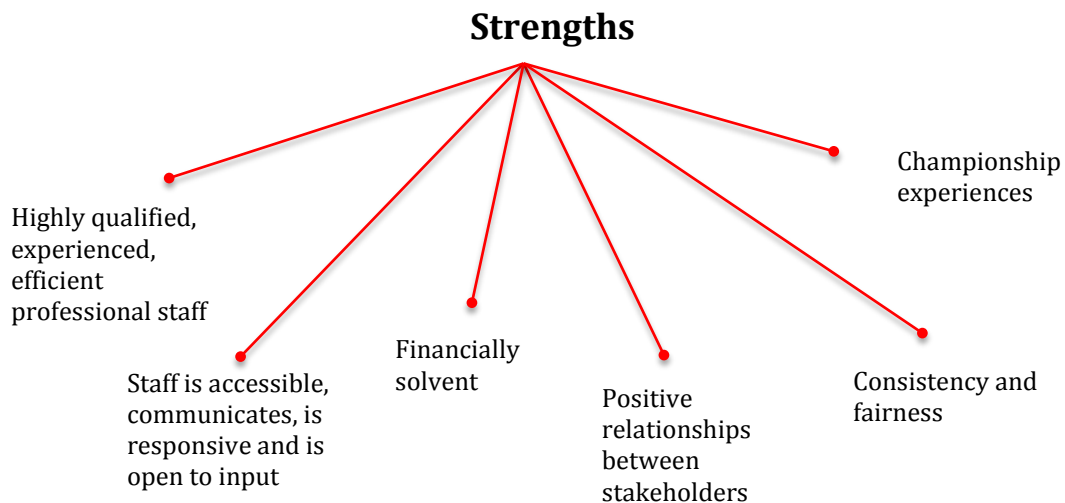 Strengths
Highly qualified,
experienced,
efficient
professional staff
Staff is accessible,
communicates, is
responsive and is
open to input
Financially
solvent
Positive
relationships
between
stakeholders
Consistency and
fairness
Championship
experiences